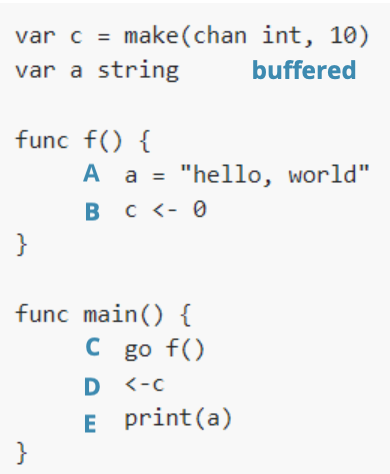 var c = make(chan int, 10)
var a string buffered
func f() {
A a = "hello, world"
B c <- 0
}
func main() {
C go f()
D <-c
E print(a)
}